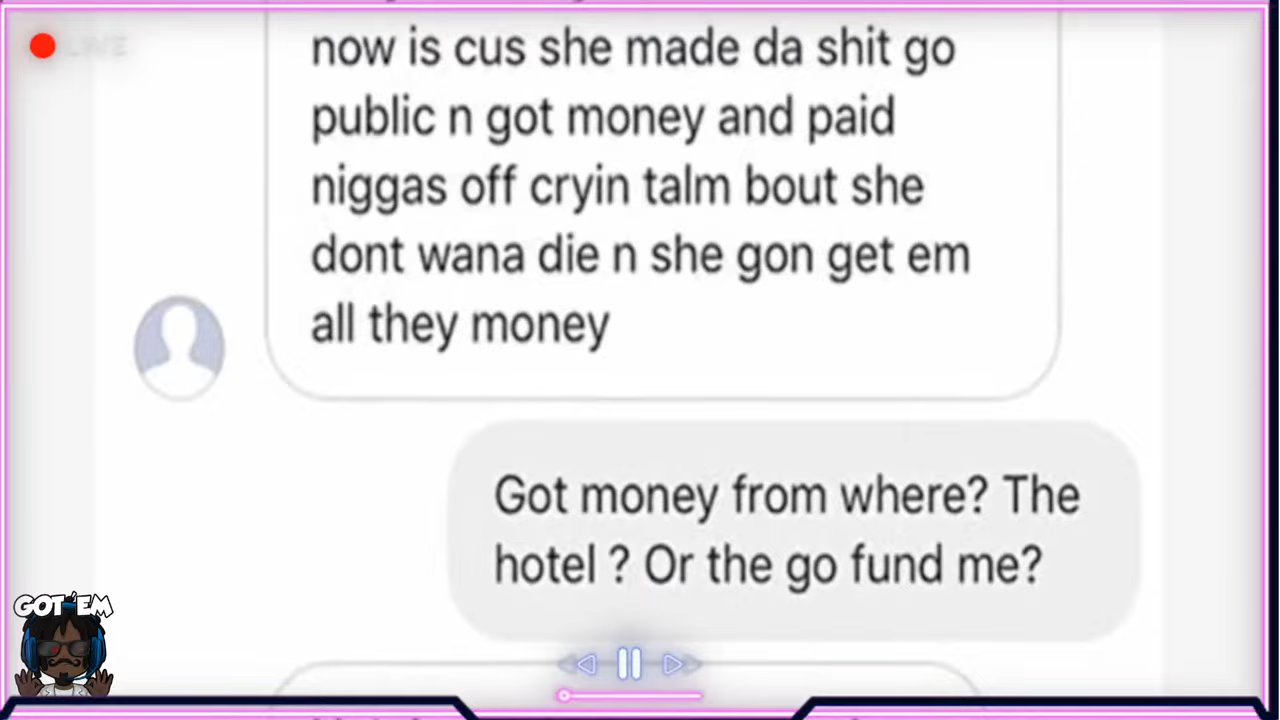 LIVE
now is cus she made da shit go
public n got money and paid
niggas off cryin talm bout she
dont wana die n she gon get em
all they money
Got money from where? The
hotel ? Or the go fund me?
GOT 'EM